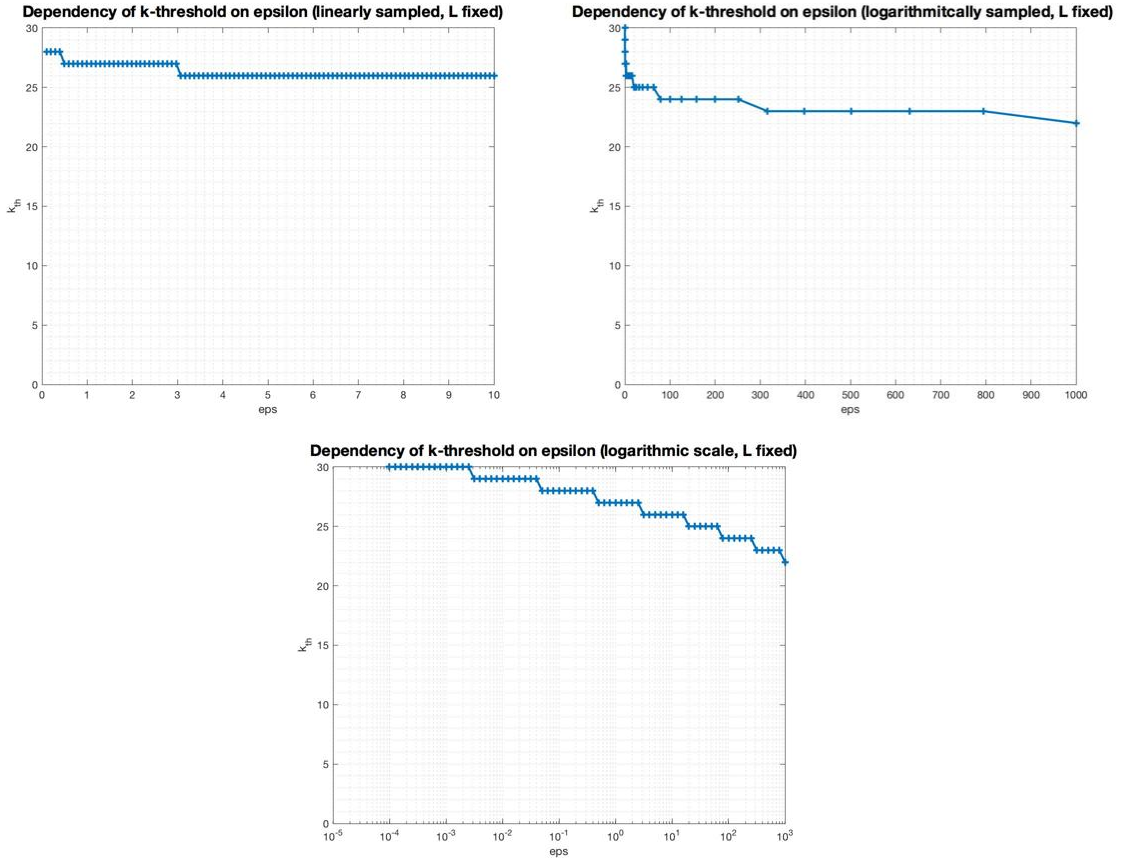 Dependency of k-threshold on epsilon (linearly sampled, L fixed)
30
25
20
15
10
5
0
k_th
0 1 2 3 4 5 6 7 8 9 10
eps
Dependency of k-threshold on epsilon (logarithmitcally sampled, L fixed)
30
25
20
15
10
5
0
k_th
0 100 200 300 400 500 600 700 800 900 1000
eps
Dependency of k-threshold on epsilon (logarithmic scale, L fixed)
30
25
20
15
10
5
0
k_th
10^-5 10^-4 10^-3 10^-2 10^-1 10^0 10^1 10^2 10^3
eps